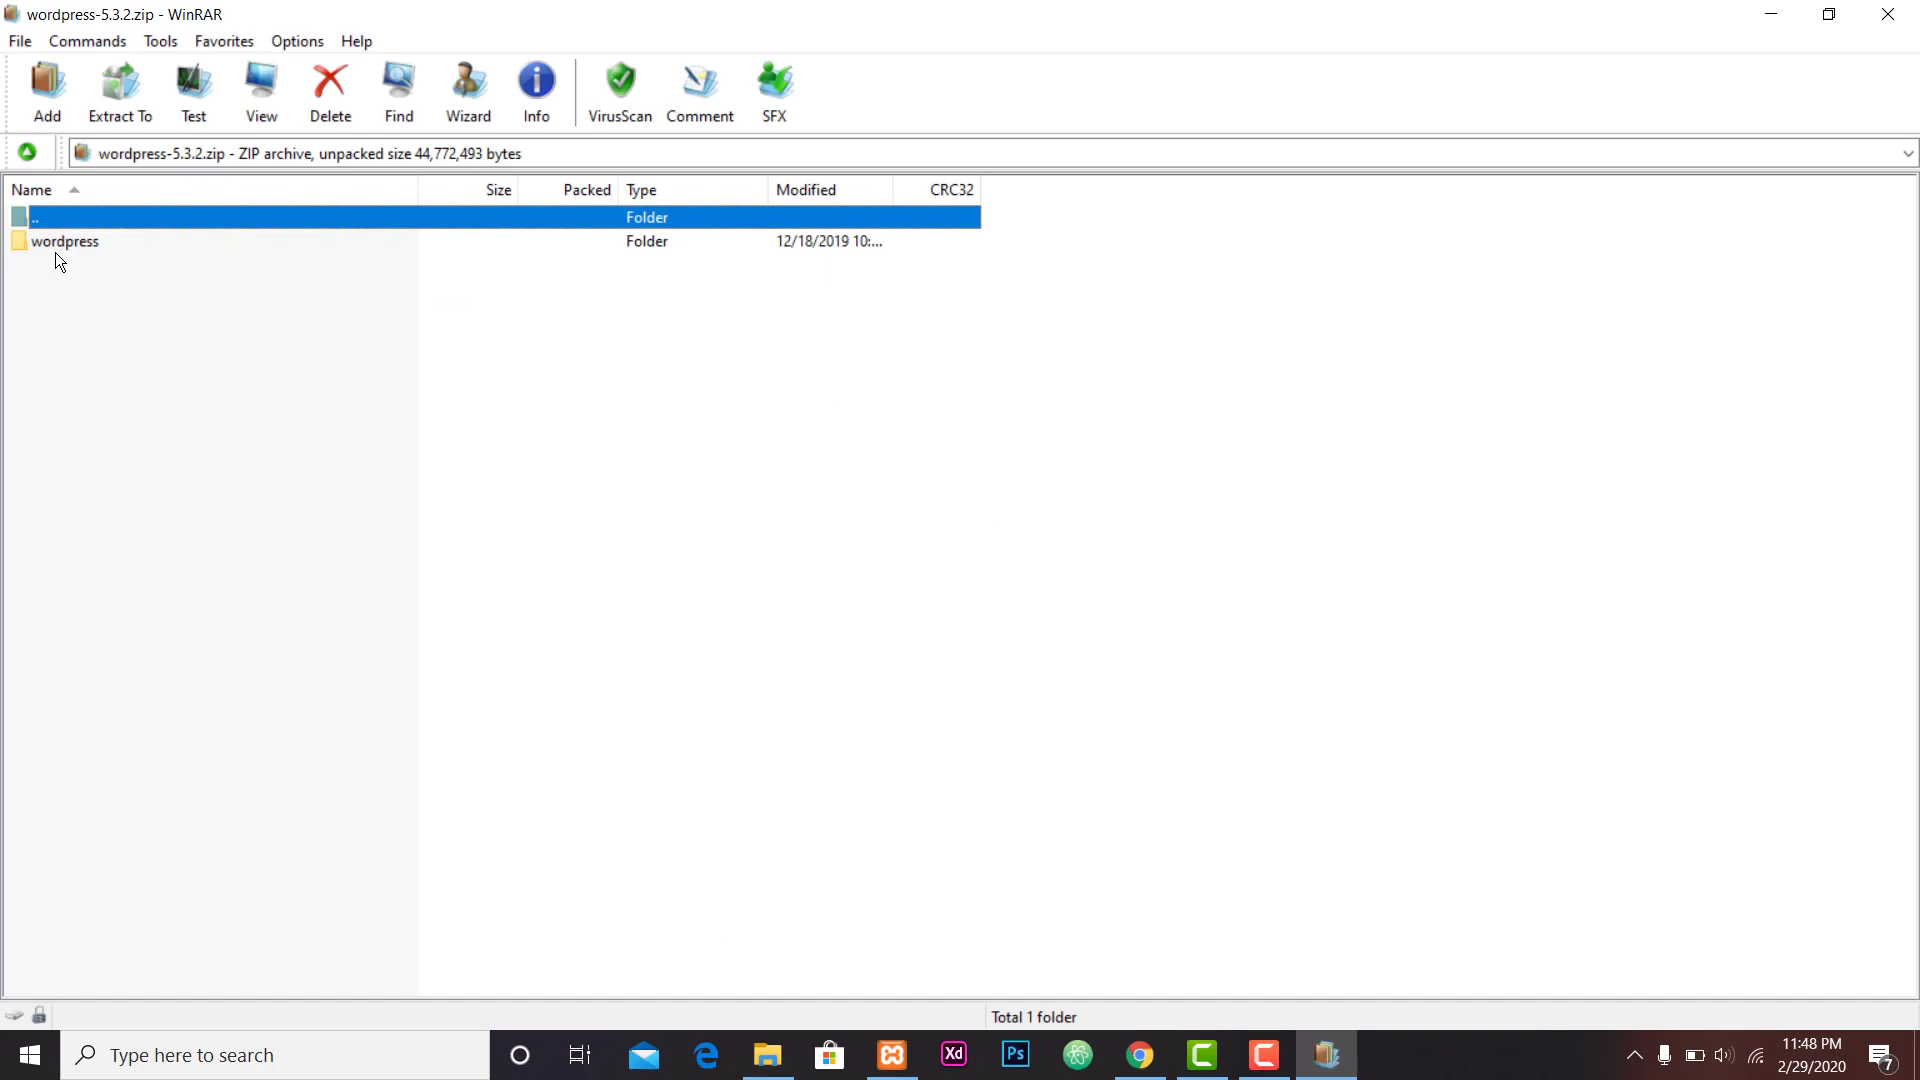 wordpress-5.3.2.zip - WinRAR
File Commands Tools Favorites Options Help
Add Extract To Test View Delete Find Wizard Info VirusScan Comment SFX
wordpress-5.3.2.zip - ZIP archive, unpacked size 44,772,493 bytes
Name Size Packed Type Modified CRC32
.. Folder
wordpress Folder 12/18/2019 10:...
Total 1 folder
Type here to search
Xd
Ps
11:48 PM
2/29/2020
7